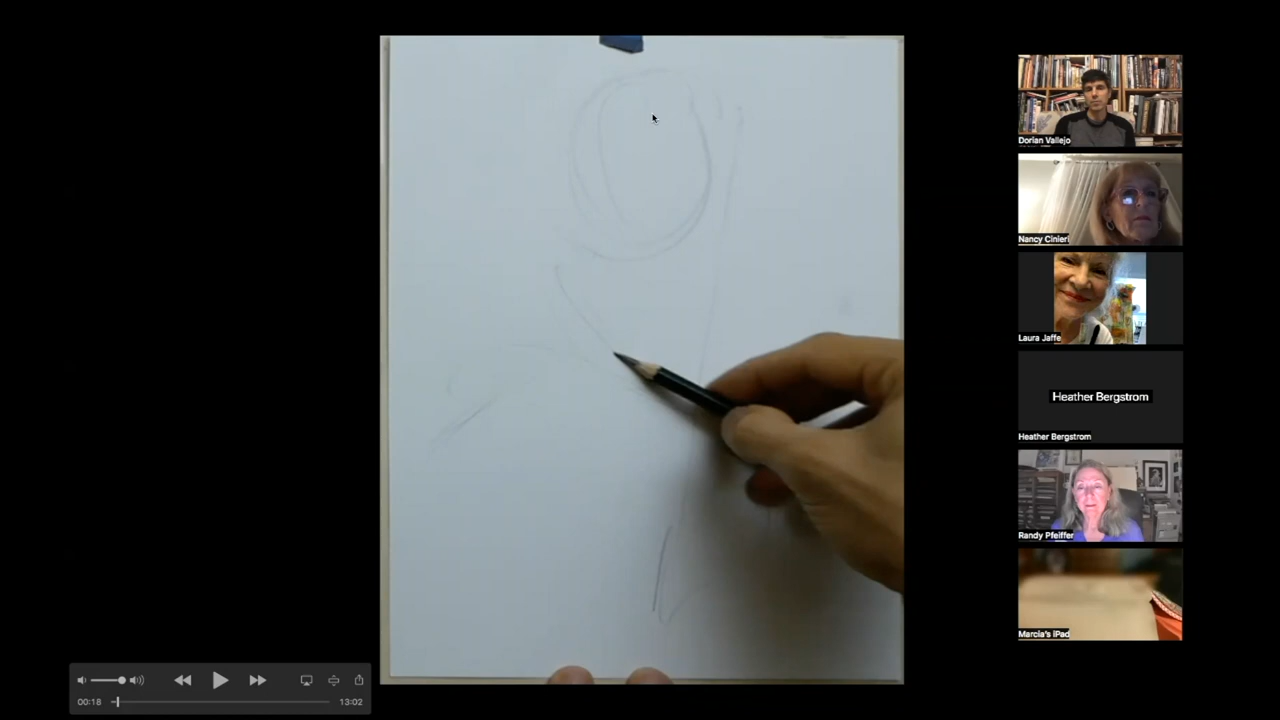 Dorian Vallejo
Nancy Cinieri
Laura Jaffe
Heather Bergstrom
Heather Bergstrom
Randy Pfeiffer
Marcia's iPad
00:18
13:02